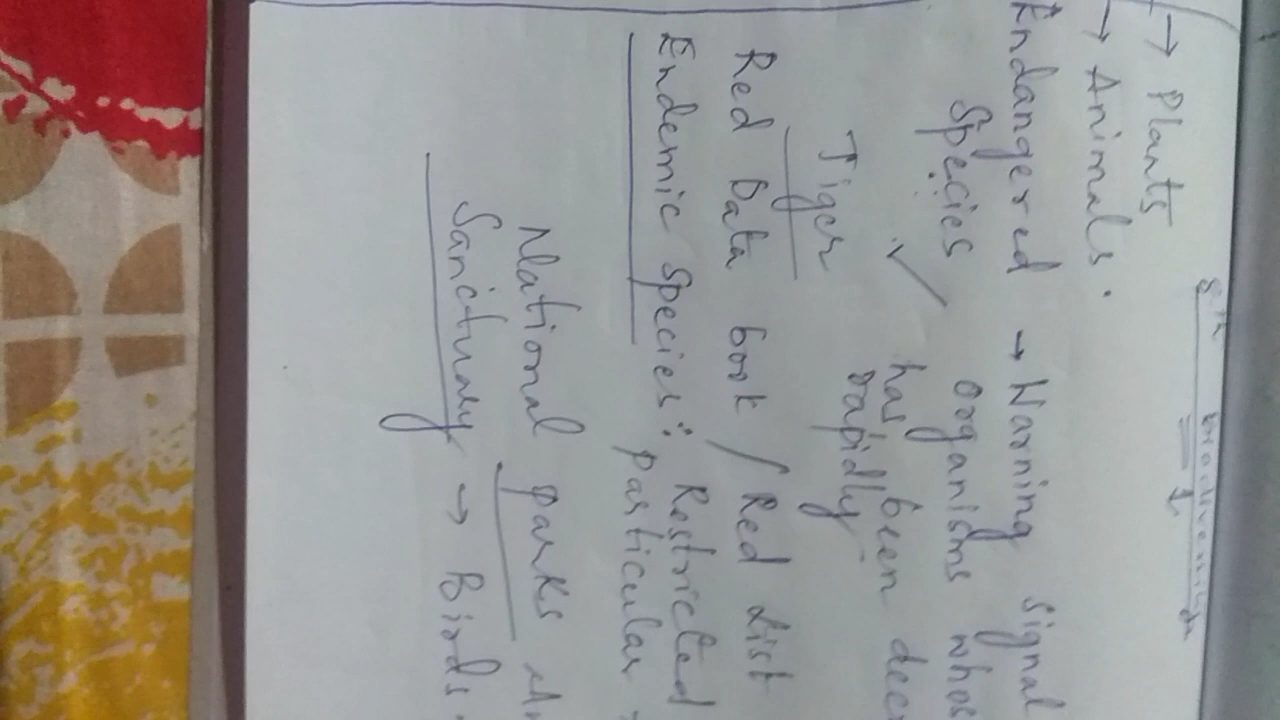 → Plants
→ Animals.
Endangered → Warning signal
Species organisms whos
✓ has been decr
Tiger rapidly
Red Data book / Red List
Endemic Species: Restricted
particular
National parks
Sanctuary → Birds